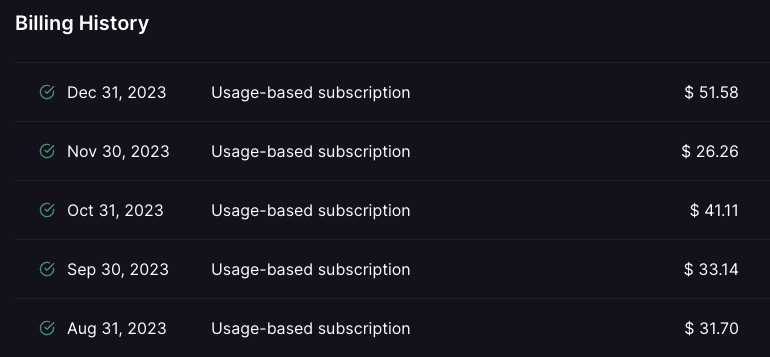 Billing History
Dec 31, 2023 Usage-based subscription $ 51.58
Nov 30, 2023 Usage-based subscription $ 26.26
Oct 31, 2023 Usage-based subscription $ 41.11
Sep 30, 2023 Usage-based subscription $ 33.14
Aug 31, 2023 Usage-based subscription $ 31.70